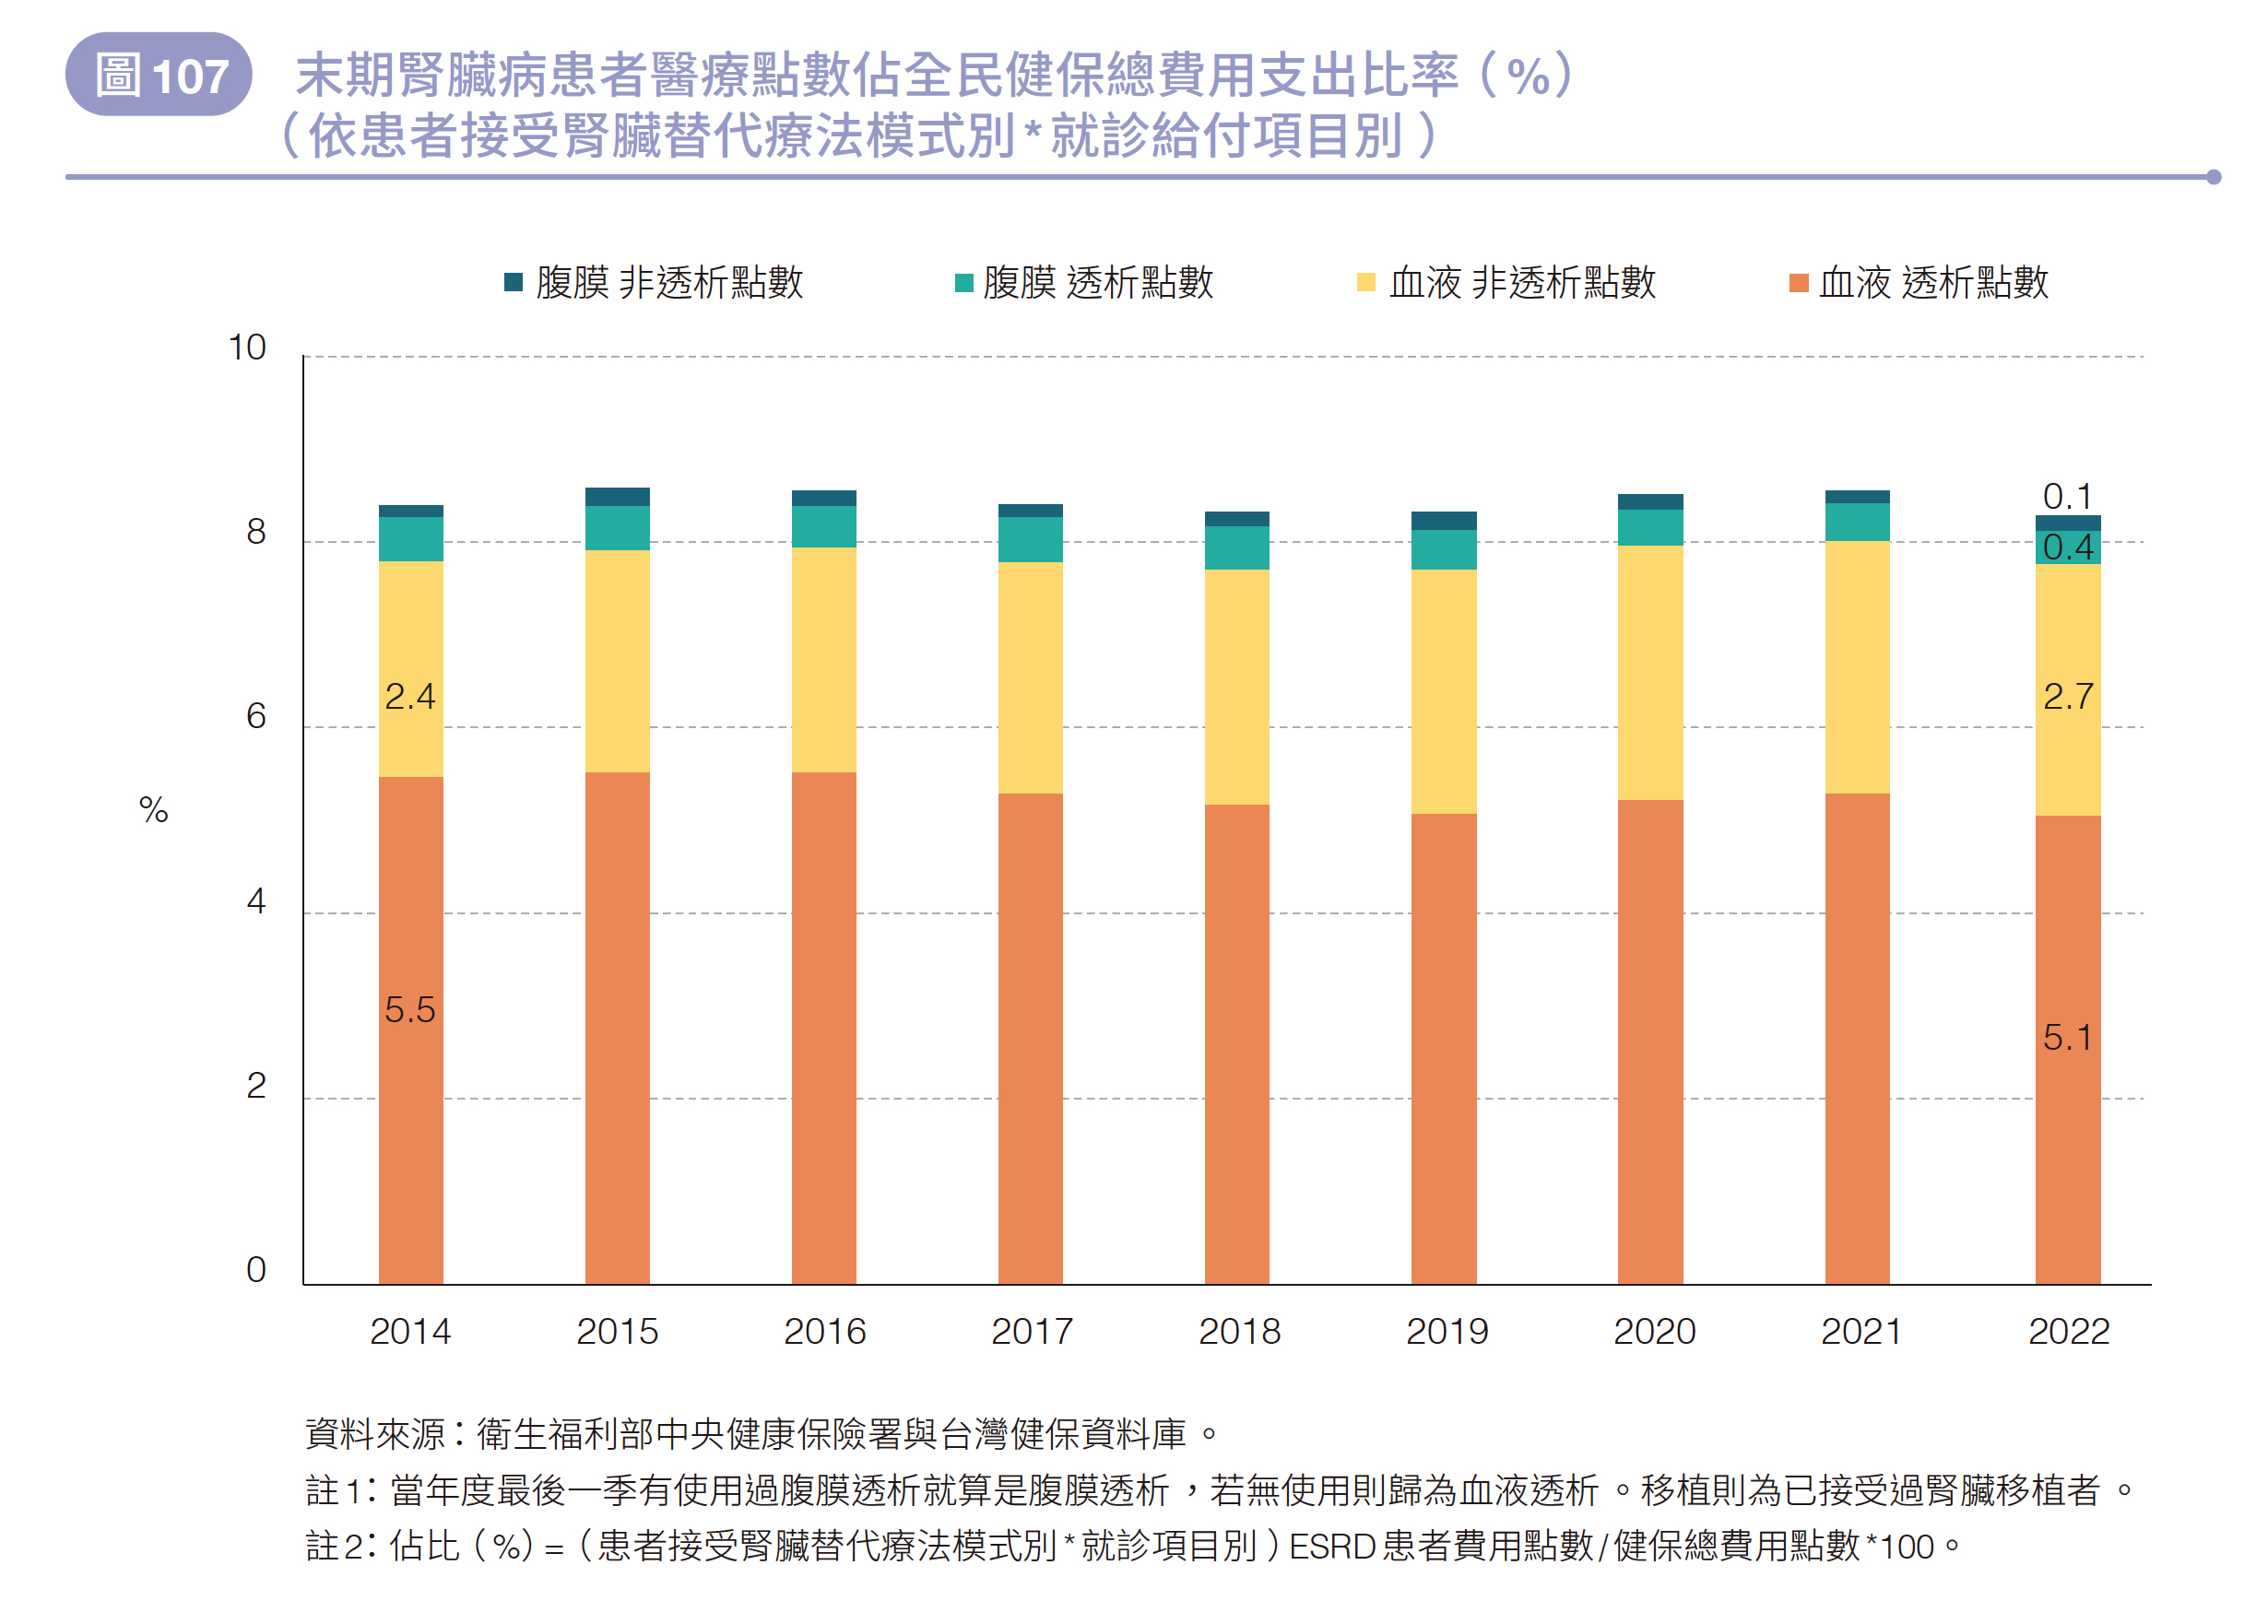 圖107 末期腎臟病患者醫療點數佔全民健保總費用支出比率（%）
（依患者接受腎臟替代療法模式別*就診給付項目別）
腹膜 非透析點數 腹膜 透析點數 血液 非透析點數 血液 透析點數
10
8
6
4
2
0
%
2.4
5.5
0.1
0.4
2.7
5.1
2014 2015 2016 2017 2018 2019 2020 2021 2022
資料來源：衛生福利部中央健康保險署與台灣健保資料庫。
註1：當年度最後一季有使用過腹膜透析就算是腹膜透析，若無使用則歸為血液透析。移植則為已接受過腎臟移植者。
註2：佔比（%）=（患者接受腎臟替代療法模式別*就診項目別）ESRD患者費用點數/健保總費用點數*100。